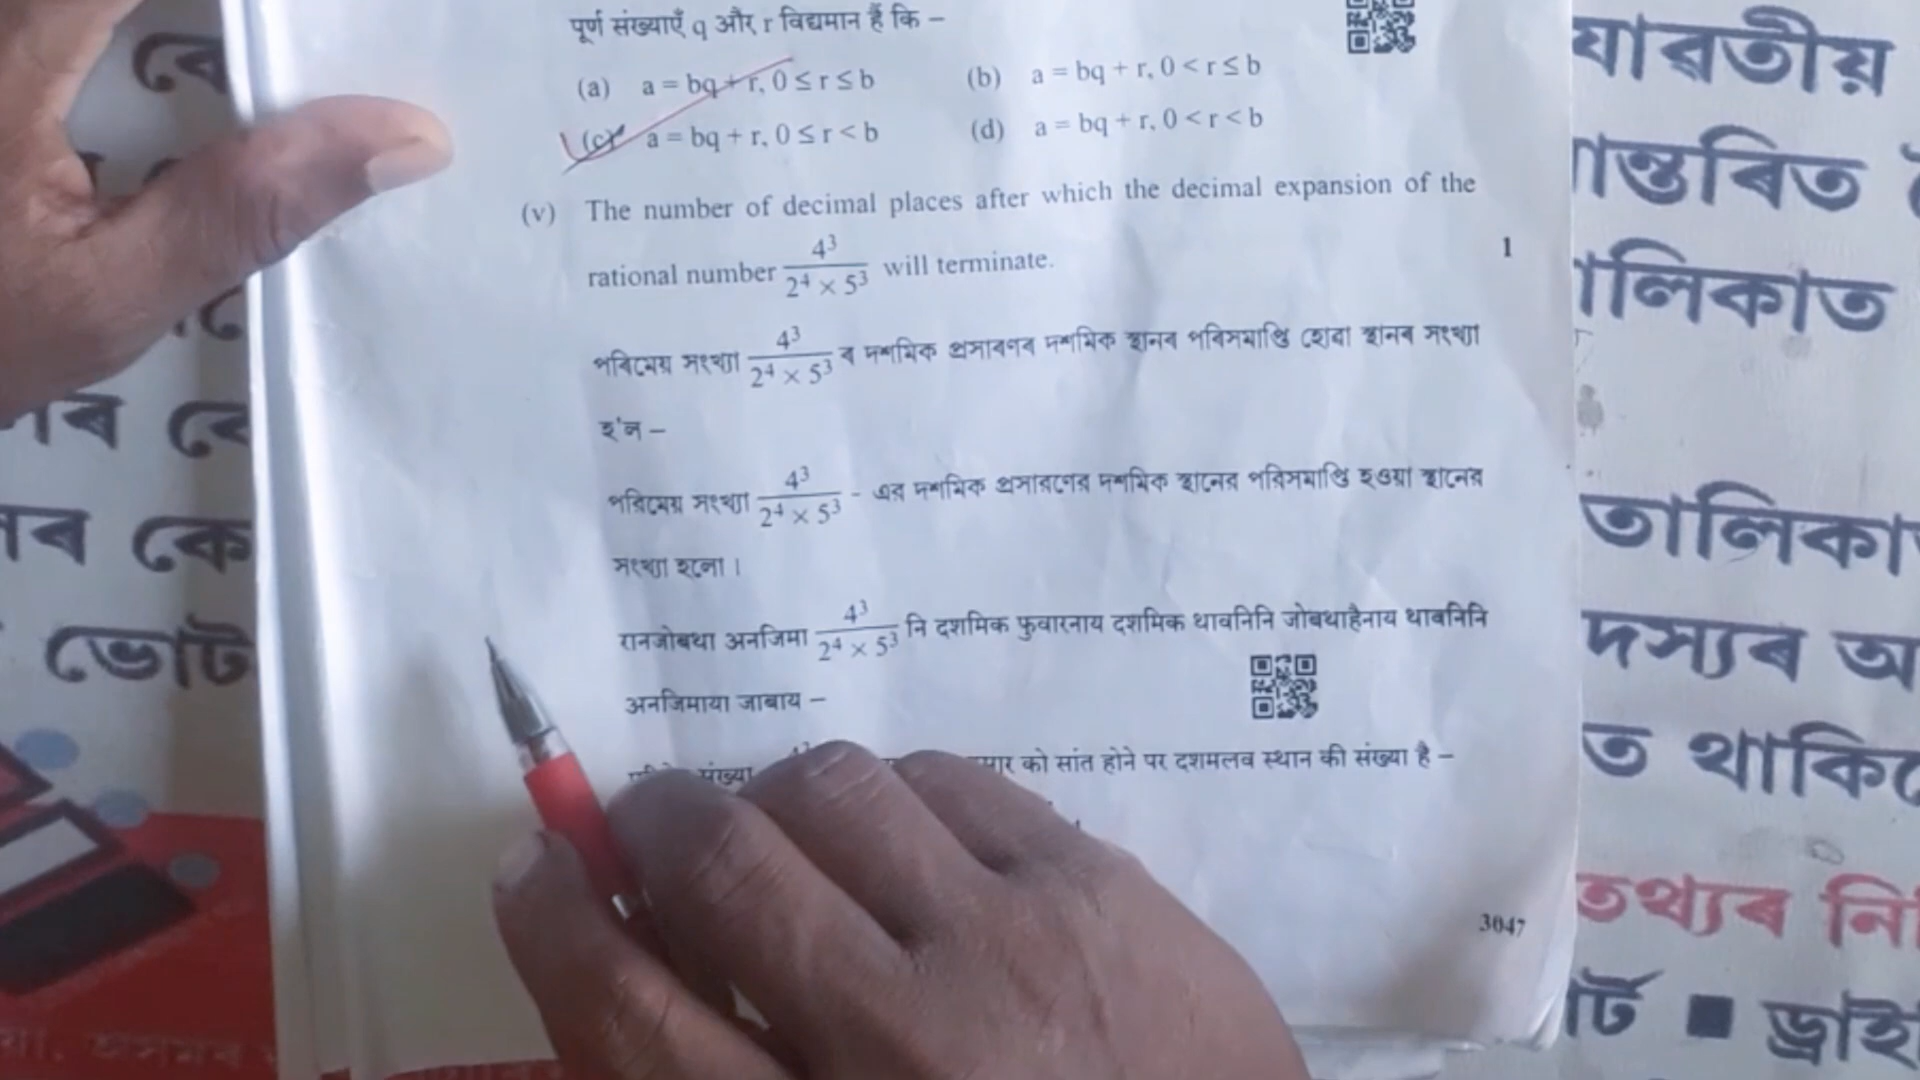 पूर्ण संख्याएँ q और r विद्यमान हैं कि –
(a) a = bq + r, 0 ≤ r ≤ b (b) a = bq + r, 0 < r ≤ b
(c) a = bq + r, 0 ≤ r < b (d) a = bq + r, 0 < r < b
(v) The number of decimal places after which the decimal expansion of the
rational number 4³/(2⁴ × 5³) will terminate. 1
পৰিমেয় সংখ্যা 4³/(2⁴ × 5³) ৰ দশমিক প্ৰসাৰণৰ দশমিক স্থানৰ পৰিসমাপ্তি হোৱা স্থানৰ সংখ্যা
হ'ল –
পরিমেয় সংখ্যা 4³/(2⁴ × 5³) - এর দশমিক প্রসারণের দশমিক স্থানের পরিসমাপ্তি হওয়া স্থানের
সংখ্যা হলো ।
रानजोबथा अनजिमा 4³/(2⁴ × 5³) नि दशमिक फुवारनाय दशमिक थावनिनि जोबथाहैनाय थावनिनि
अनजिमाया जाबाय –
संख्या को सांत होने पर दशमलव स्थान की संख्या है –
3047
যাৱতীয়
ান্তৰিত
ালিকাত
তালিকা
দস্যৰ অ
ত থাকি
তথ্যৰ নি
র্ট ■ ড্ৰাই
ৰ কে
ভোট